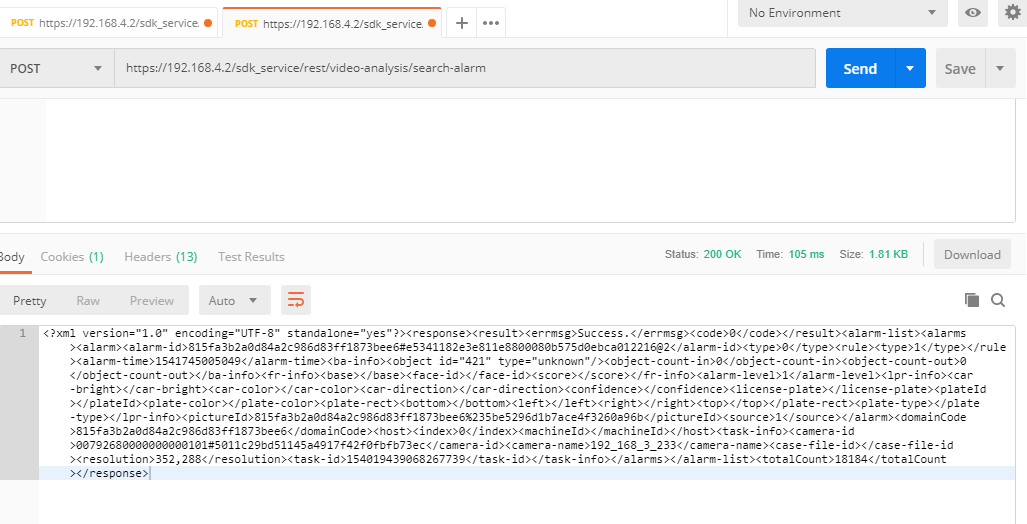 POST https://192.168.4.2/sdk_service. POST https://192.168.4.2/sdk_service. + ••• No Environment
POST https://192.168.4.2/sdk_service/rest/video-analysis/search-alarm Send Save
Body Cookies (1) Headers (13) Test Results Status: 200 OK Time: 105 ms Size: 1.81 KB Download
Pretty Raw Preview Auto
1 <?xml version="1.0" encoding="UTF-8" standalone="yes"?><response><result><errmsg>Success.</errmsg><code>0</code></result><alarm-list><alarms
><alarm><alarm-id>815fa3b2a0d84a2c986d83ff1873bee6#e5341182e3e811e8800080b575d0ebca012216@2</alarm-id><type>0</type><rule><type>1</type></rule
><alarm-time>1541745005049</alarm-time><ba-info><object id="421" type="unknown"/><object-count-in>0</object-count-in><object-count-out>0
</object-count-out></ba-info><fr-info><base></base><face-id></face-id><score></score></fr-info><alarm-level>1</alarm-level><lpr-info><car
-bright></car-bright><car-color></car-color><car-direction></car-direction><confidence></confidence><license-plate></license-plate><plateId
></plateId><plate-color></plate-color><plate-rect><bottom></bottom><left></left><right></right><top></top></plate-rect><plate-type></plate
-type></lpr-info><pictureId>815fa3b2a0d84a2c986d83ff1873bee6%235be5296d1b7ace4f3260a96b</pictureId><source>1</source></alarm><domainCode
>815fa3b2a0d84a2c986d83ff1873bee6</domainCode><host><index>0</index><machineId></machineId></host><task-info><camera-id
>00792680000000000101#5011c29bd51145a4917f42f0fbfb73ec</camera-id><camera-name>192_168_3_233</camera-name><case-file-id></case-file-id
><resolution>352,288</resolution><task-id>154019439068267739</task-id></task-info></alarms></alarm-list><totalCount>18184</totalCount
></response>